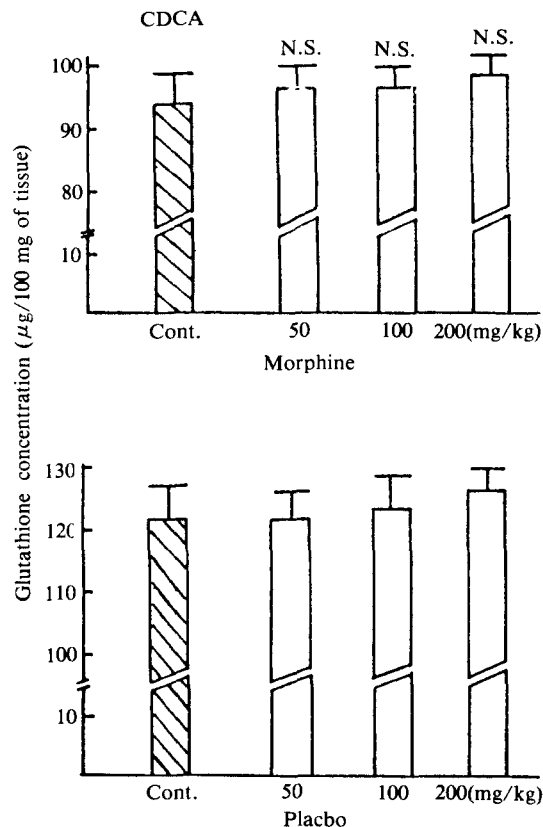 CDCA
N.S. N.S. N.S.
100
90
80
10
Cont. 50 100 200(mg/kg)
Morphine
Glutathione concentration (μg/100 mg of tissue)
130
120
110
100
10
Cont. 50 100 200(mg/kg)
Placbo